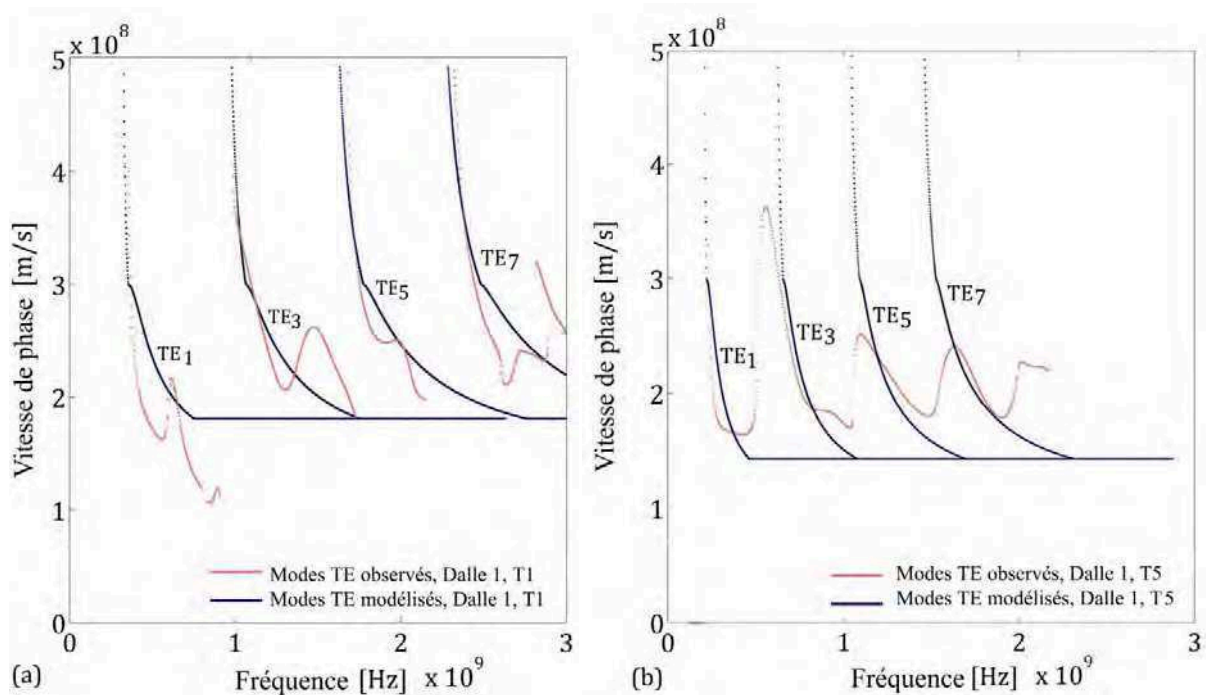 x 10^8
5
4
3
2
1
0
Vitesse de phase [m/s]
TE1
TE3
TE5
TE7
Modes TE observés, Dalle 1, T1
Modes TE modélisés, Dalle 1, T1
0
1
2
3
(a)
Fréquence [Hz] x 10^9
x 10^8
5
4
3
2
1
0
Vitesse de phase [m/s]
TE1
TE3
TE5
TE7
Modes TE observés, Dalle 1, T5
Modes TE modélisés, Dalle 1, T5
0
1
2
3
(b)
Fréquence [Hz] x 10^9